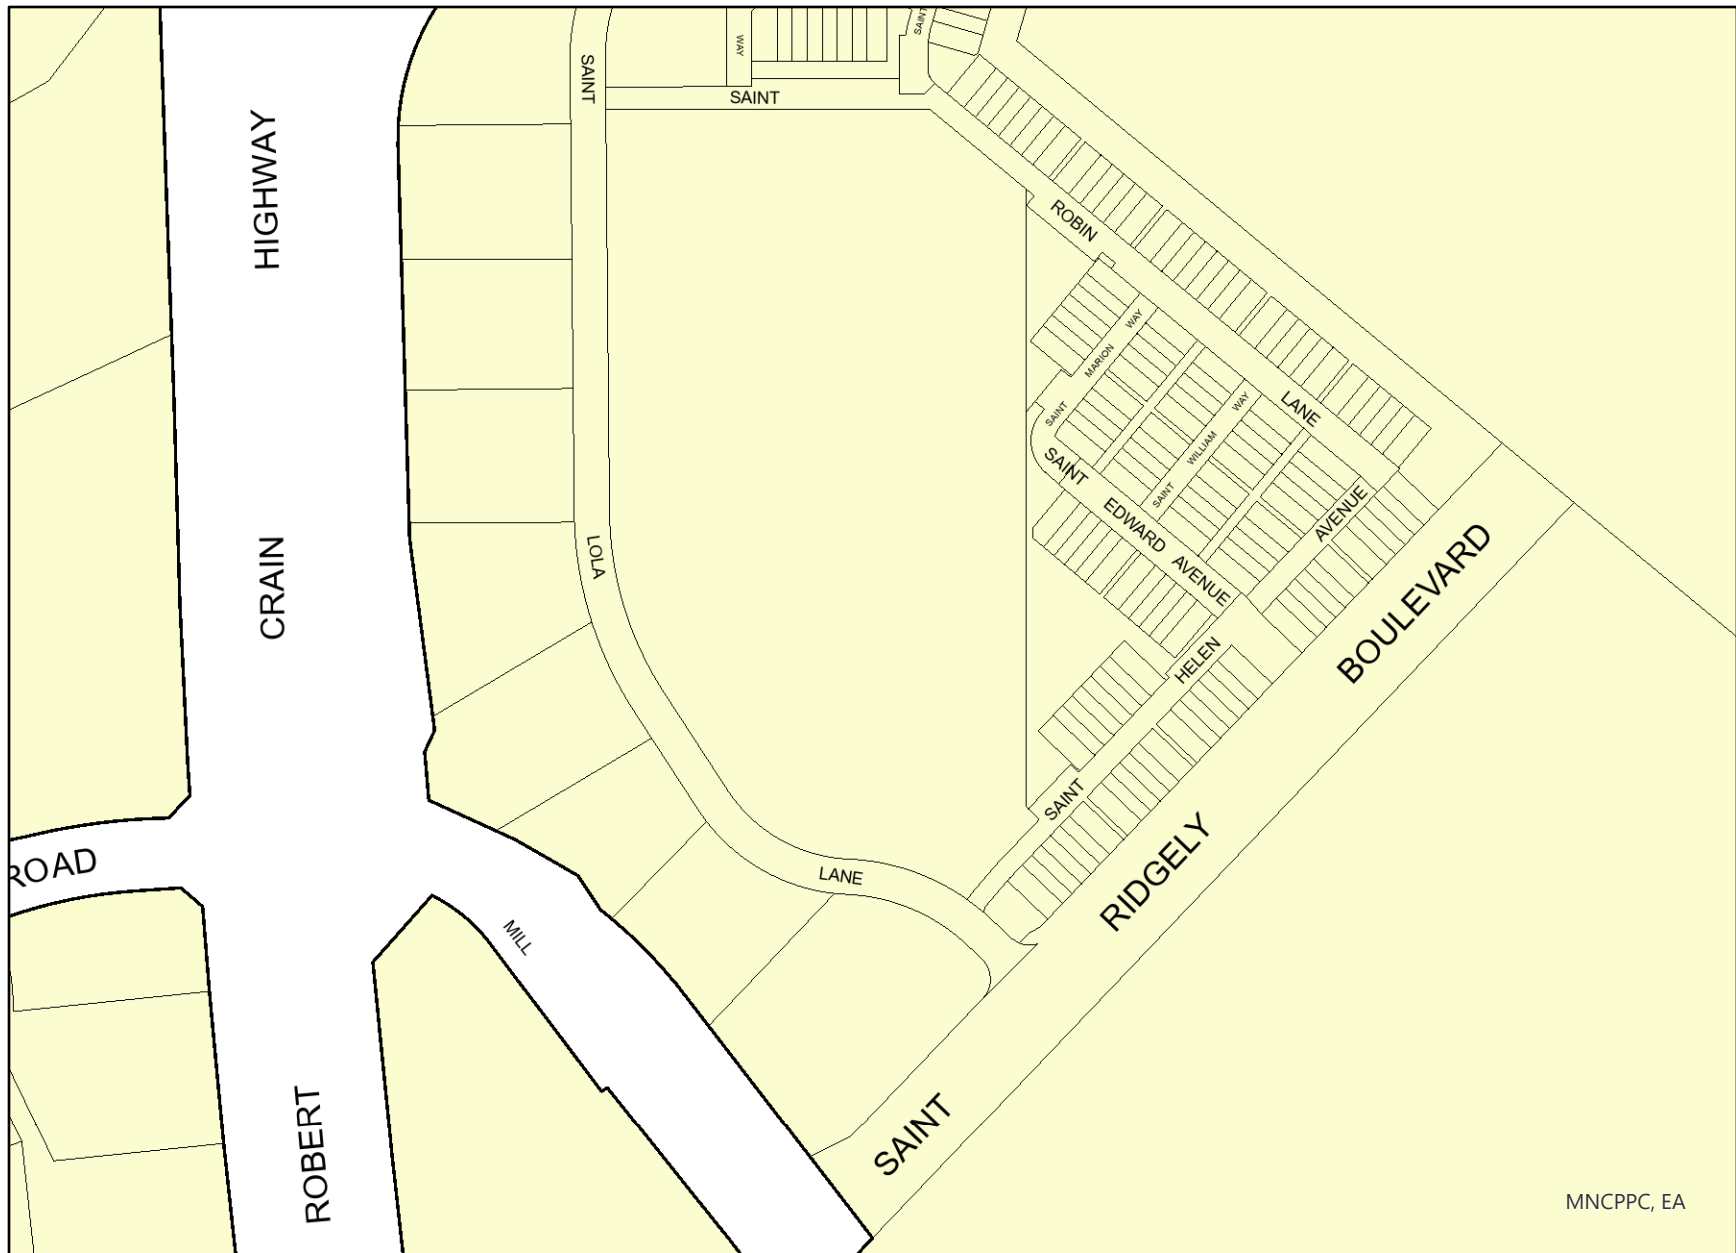 SAINT
WAY
SAINT
SAINT
HIGHWAY
ROBIN
WAY
MARION
SAINT
LANE
WAY
WILLIAM
SAINT
SAINT
EDWARD
AVENUE
AVENUE
CRAIN
LOLA
BOULEVARD
HELEN
SAINT
ROAD
LANE
RIDGELY
MILL
SAINT
ROBERT
MNCPPC, EA